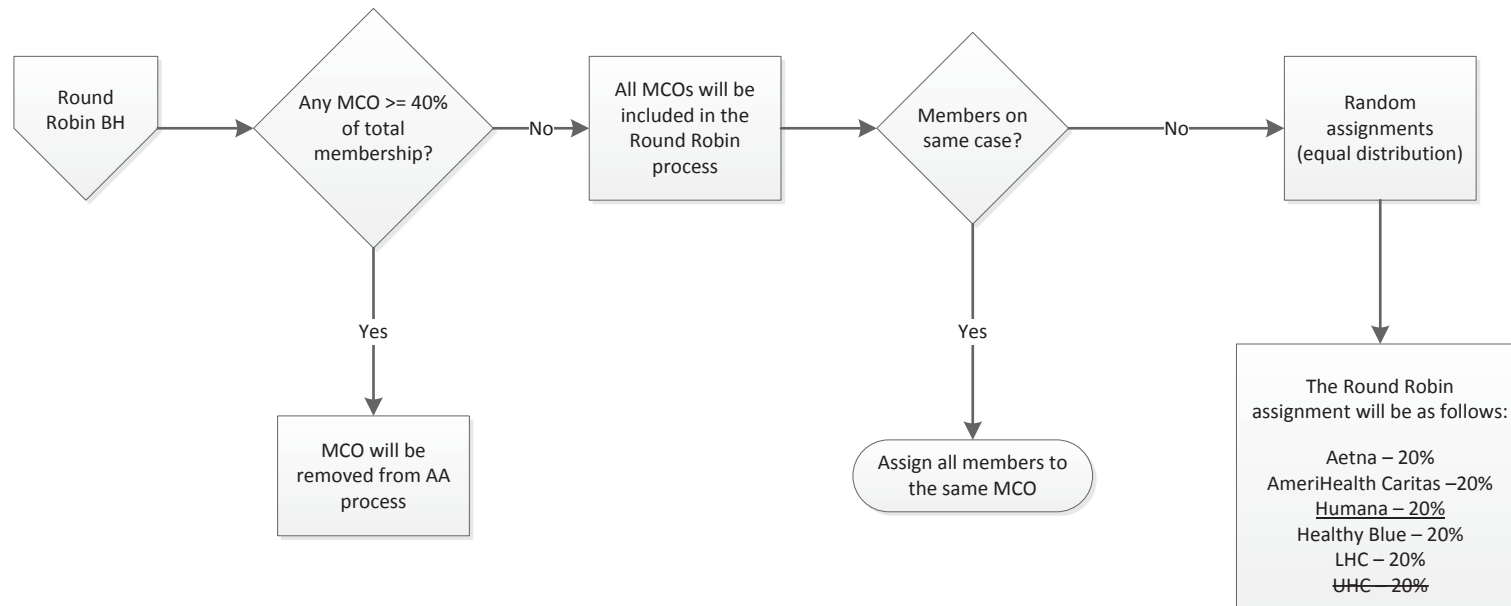 Round
Robin BH
Any MCO >= 40%
of total
membership?
No
All MCOs will be
included in the
Round Robin
process
Members on
same case?
No
Random
assignments
(equal distribution)
Yes
MCO will be
removed from AA
process
Yes
Assign all members to
the same MCO
The Round Robin
assignment will be as follows:
Aetna – 20%
AmeriHealth Caritas –20%
Humana – 20%
Healthy Blue – 20%
LHC – 20%
UHC – 20%